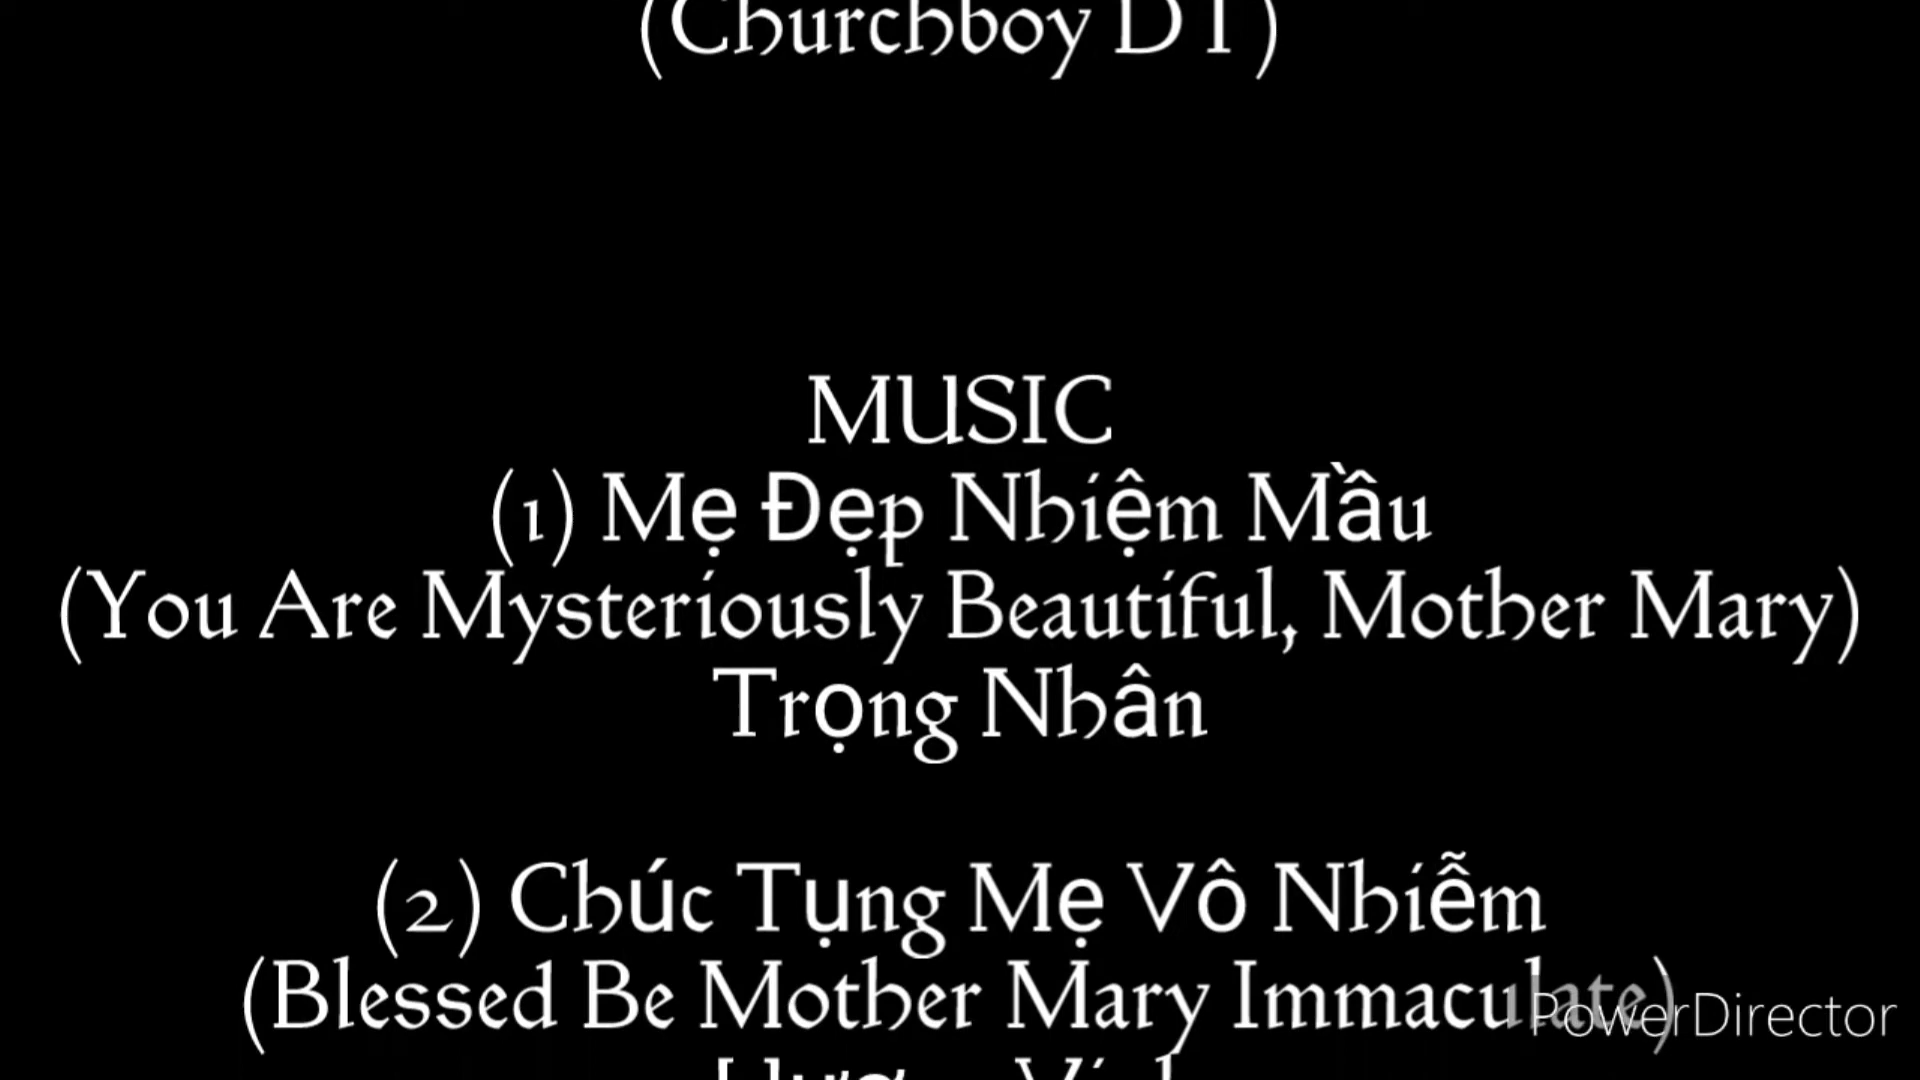 (Churchboy DT)
MUSIC
(1) Mẹ Đẹp Nhiệm Mầu
(You Are Mysteriously Beautiful, Mother Mary)
Trọng Nhân
(2) Chúc Tụng Mẹ Vô Nhiễm
(Blessed Be Mother Mary Immaculate)
PowerDirector